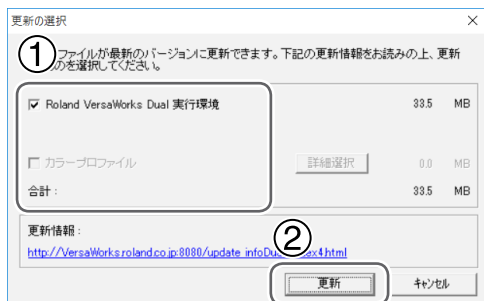 更新の選択
① ファイルが最新のバージョンに更新できます。下記の更新情報をお読みの上、更新
のを選択してください。
Roland VersaWorks Dual 実行環境 33.5 MB
カラープロファイル 詳細選択 0.0 MB
合計: 33.5 MB
更新情報:
②
http://VersaWorks.roland.co.jp:8080/update_infoDu ex4.html
更新 キャンセル